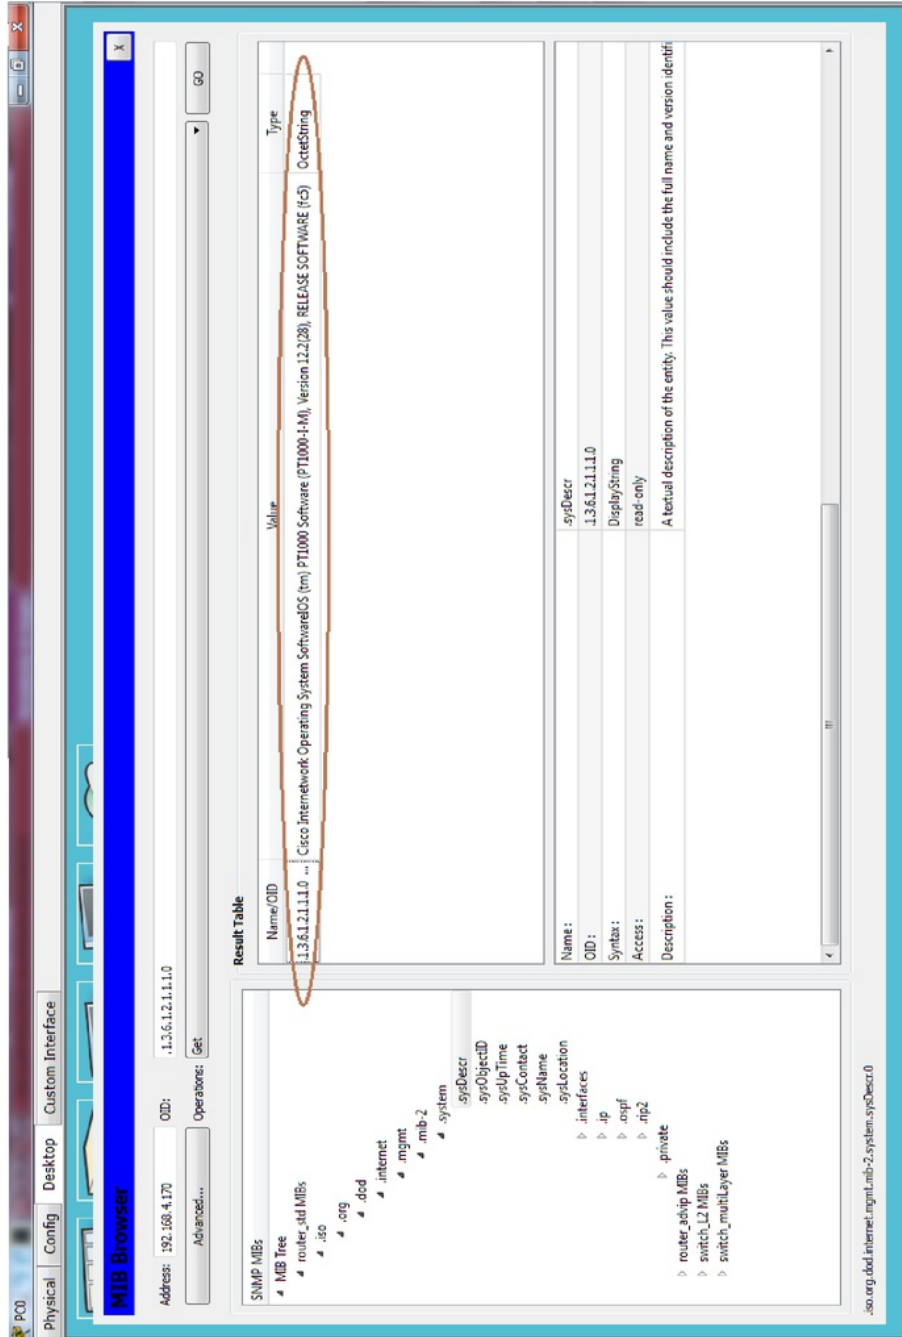 PC0
Physical Config Desktop Custom Interface
MIB Browser X
Address: 192.168.4.170 OID: .1.3.6.1.2.1.1.1.0
Advanced... Operations: Get GO
SNMP MIBs
MIB Tree
router_std MIBs
.iso
.org
.dod
.internet
.mgmt
.mib-2
.system
.sysDescr
.sysObjectID
.sysUpTime
.sysContact
.sysName
.sysLocation
.interfaces
.ip
.ospf
.rip2
.private
router_advip MIBs
switch_L2 MIBs
switch_multiLayer MIBs
Result Table
Name/OID Value Type
.1.3.6.1.2.1.1.1.0 ... Cisco Internetwork Operating System SoftwareIOS (tm) PT1000 Software (PT1000-I-M), Version 12.2(28), RELEASE SOFTWARE (fc5) OctetString
Name : .sysDescr
OID : .1.3.6.1.2.1.1.1.0
Syntax : DisplayString
Access : read-only
Description : A textual description of the entity. This value should include the full name and version identifi
.iso.org.dod.internet.mgmt.mib-2.system.sysDescr.0